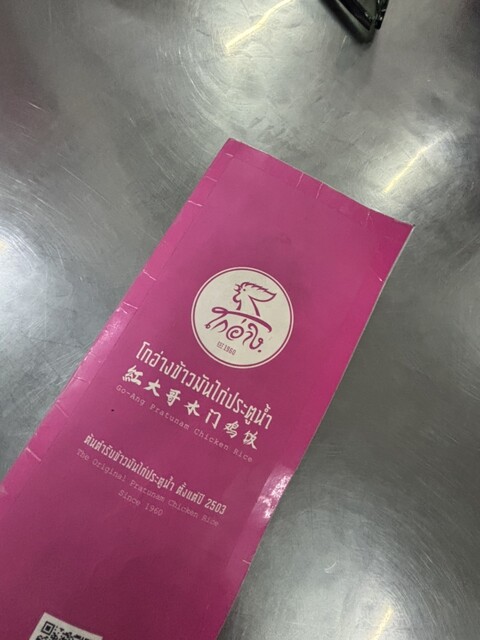 โกอ่าง
EST.1960
โกอ่างข้าวมันไก่ประตูน้ำ
紅大哥水门鸡饭
Go-Ang Pratunam Chicken Rice
ต้นตำรับข้าวมันไก่ประตูน้ำ ตั้งแต่ปี 2503
The Original Pratunam Chicken Rice
Since 1960